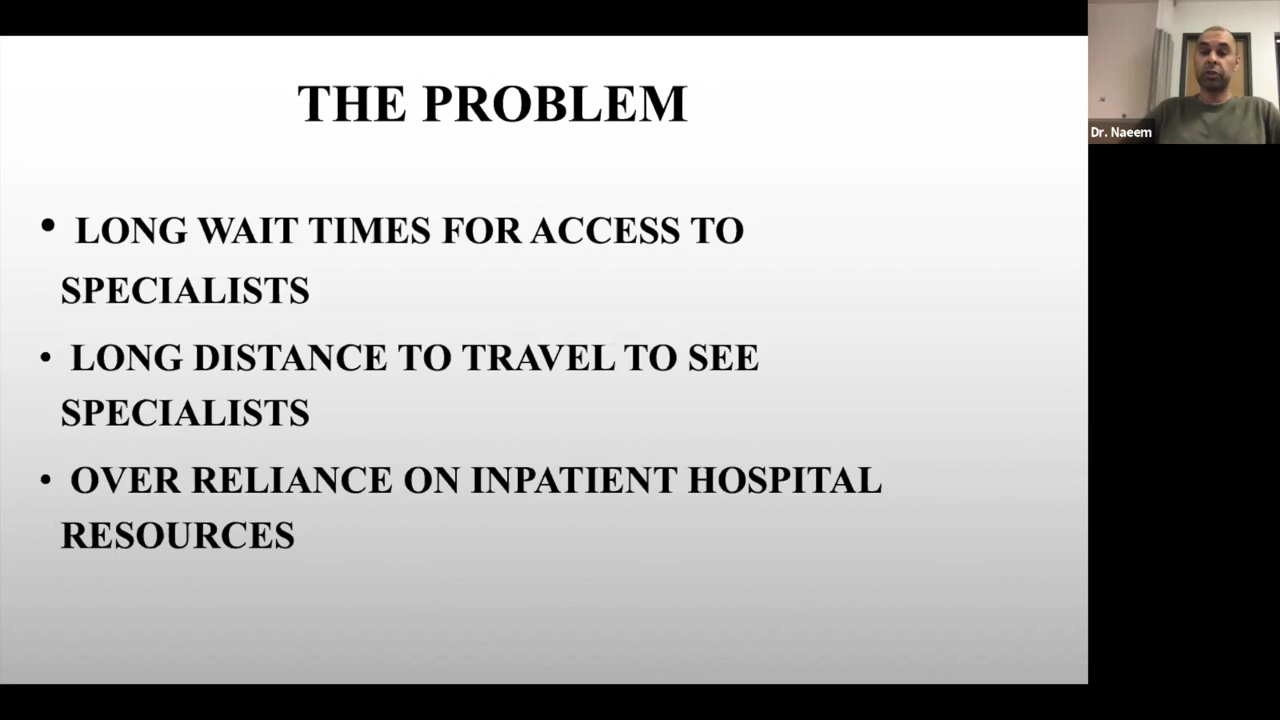 THE PROBLEM
• LONG WAIT TIMES FOR ACCESS TO
SPECIALISTS
• LONG DISTANCE TO TRAVEL TO SEE
SPECIALISTS
• OVER RELIANCE ON INPATIENT HOSPITAL
RESOURCES
Dr. Naeem